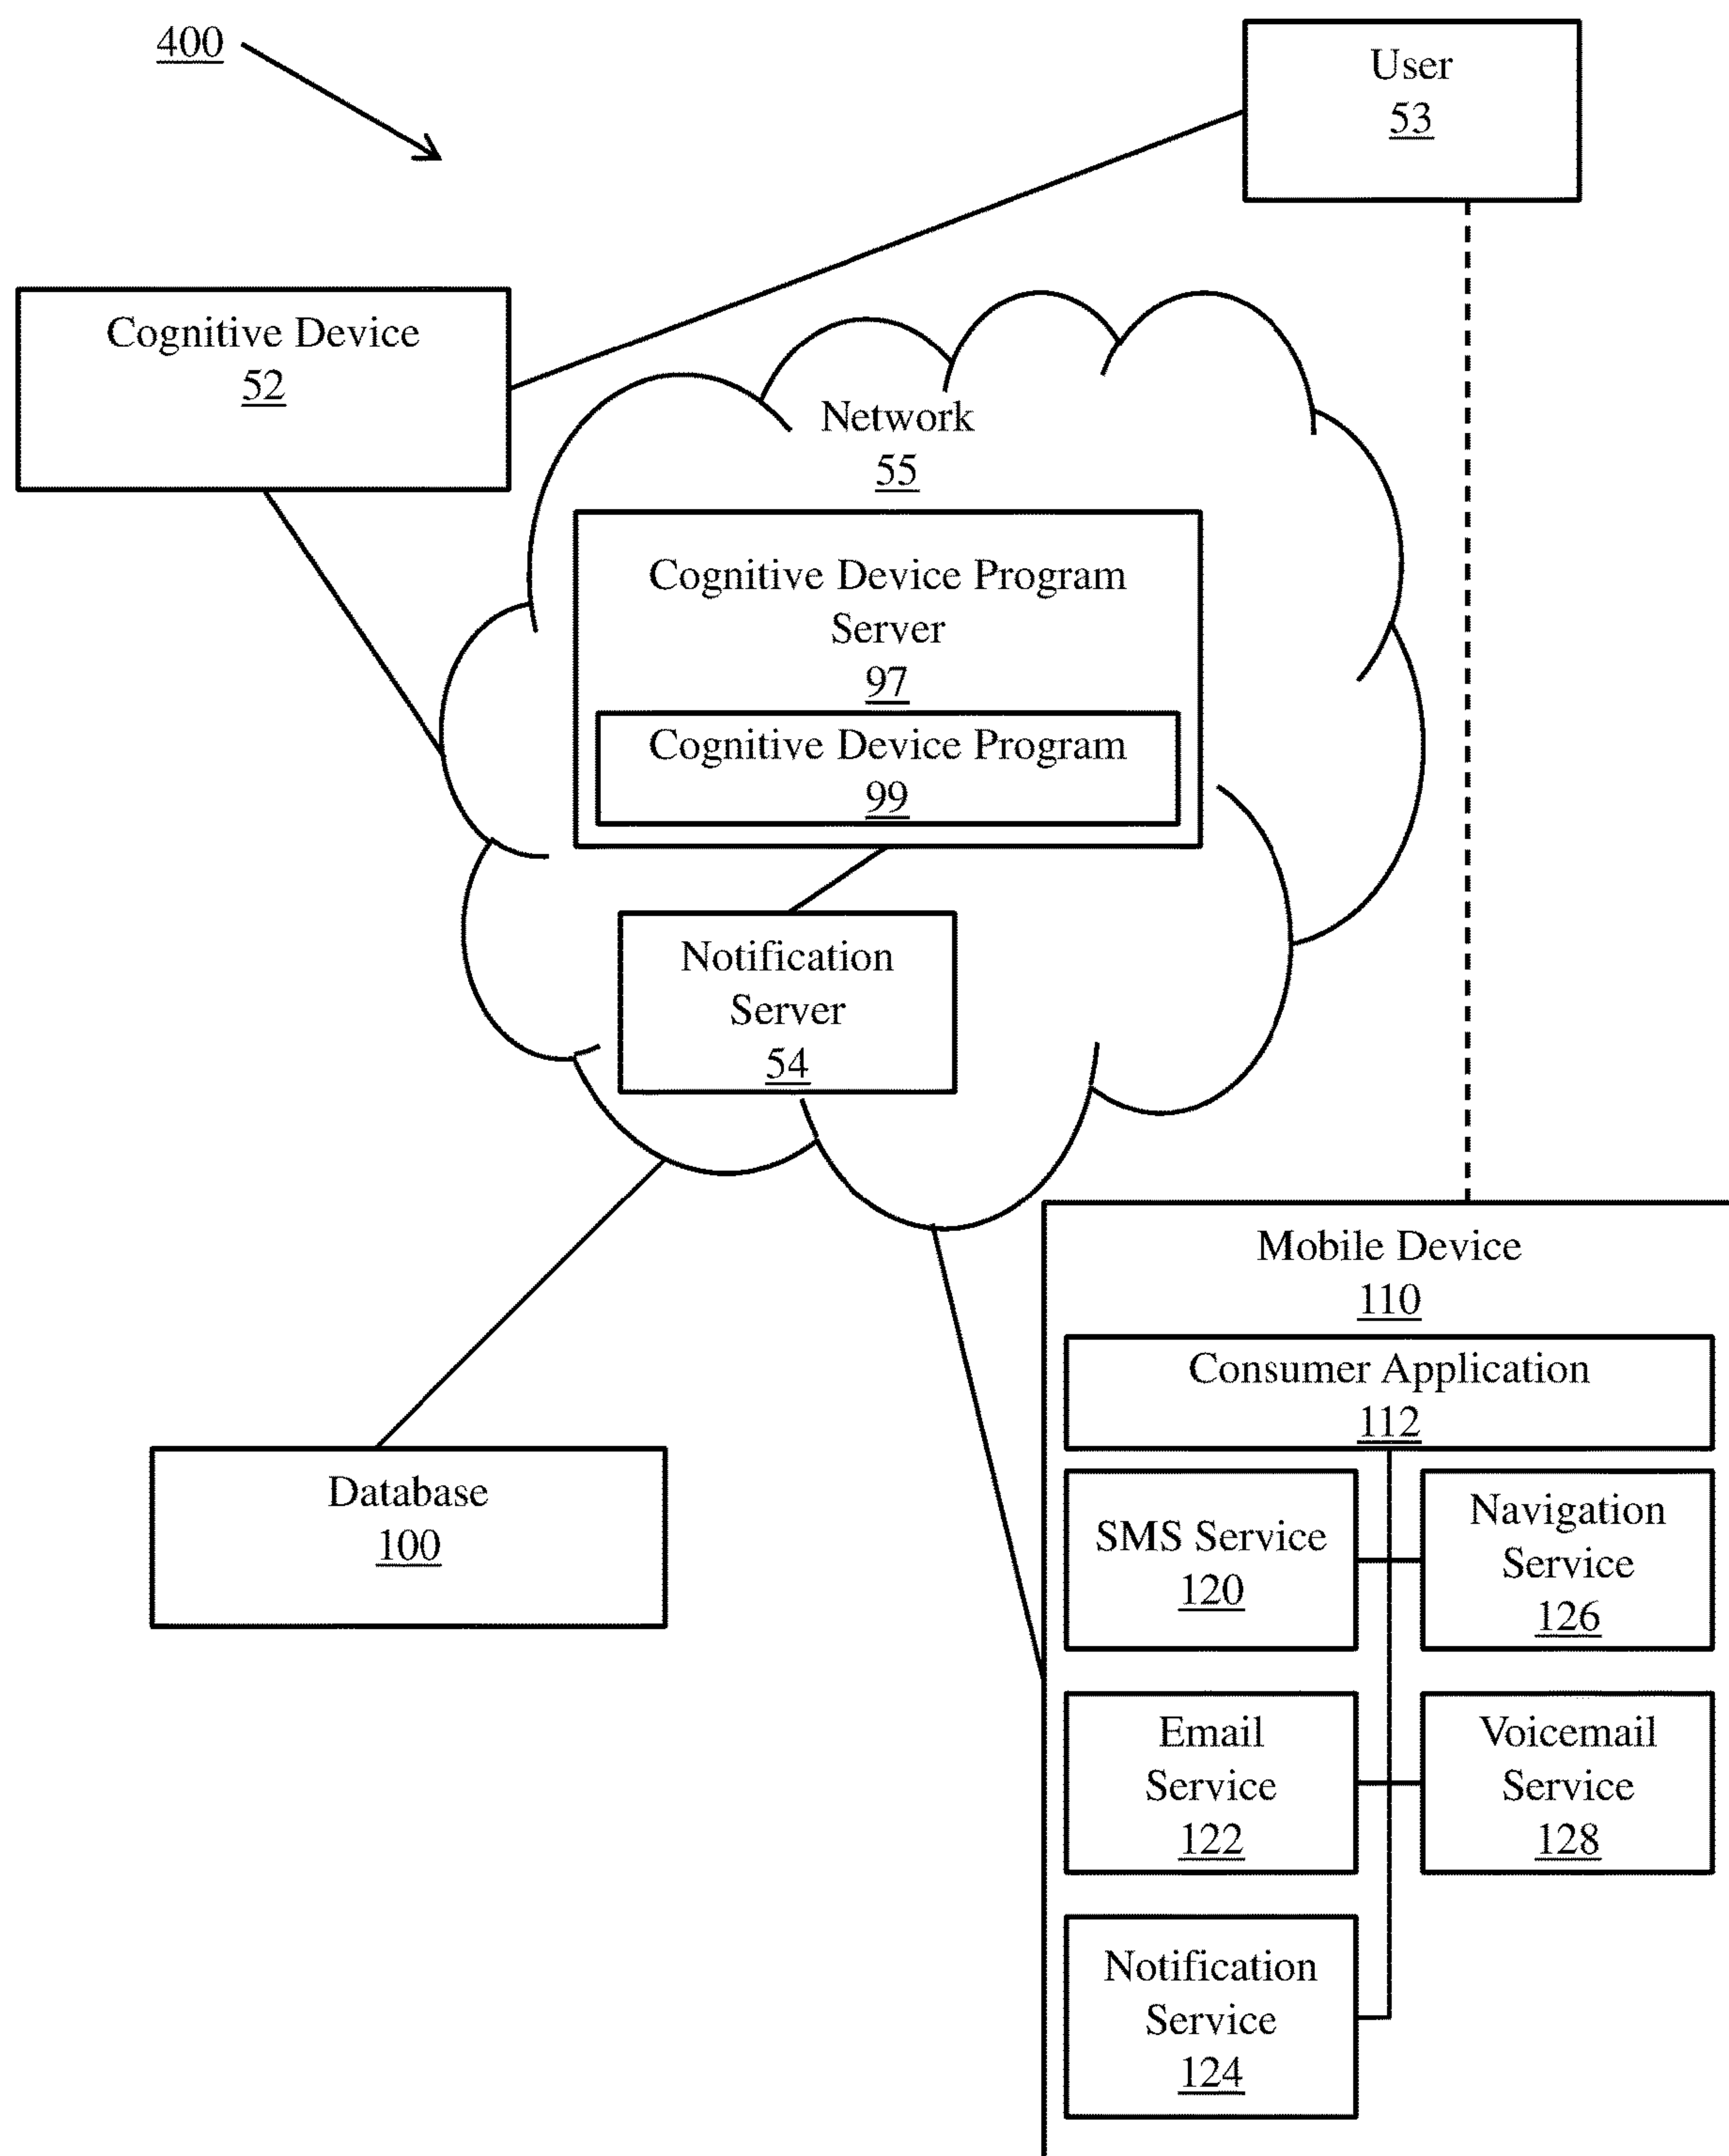 400
User
53
Cognitive Device
52
Network
55
Cognitive Device Program
Server
97
Cognitive Device Program
99
Notification
Server
54
Mobile Device
110
Consumer Application
112
Database
100
SMS Service
120
Navigation
Service
126
Email
Service
122
Voicemail
Service
128
Notification
Service
124